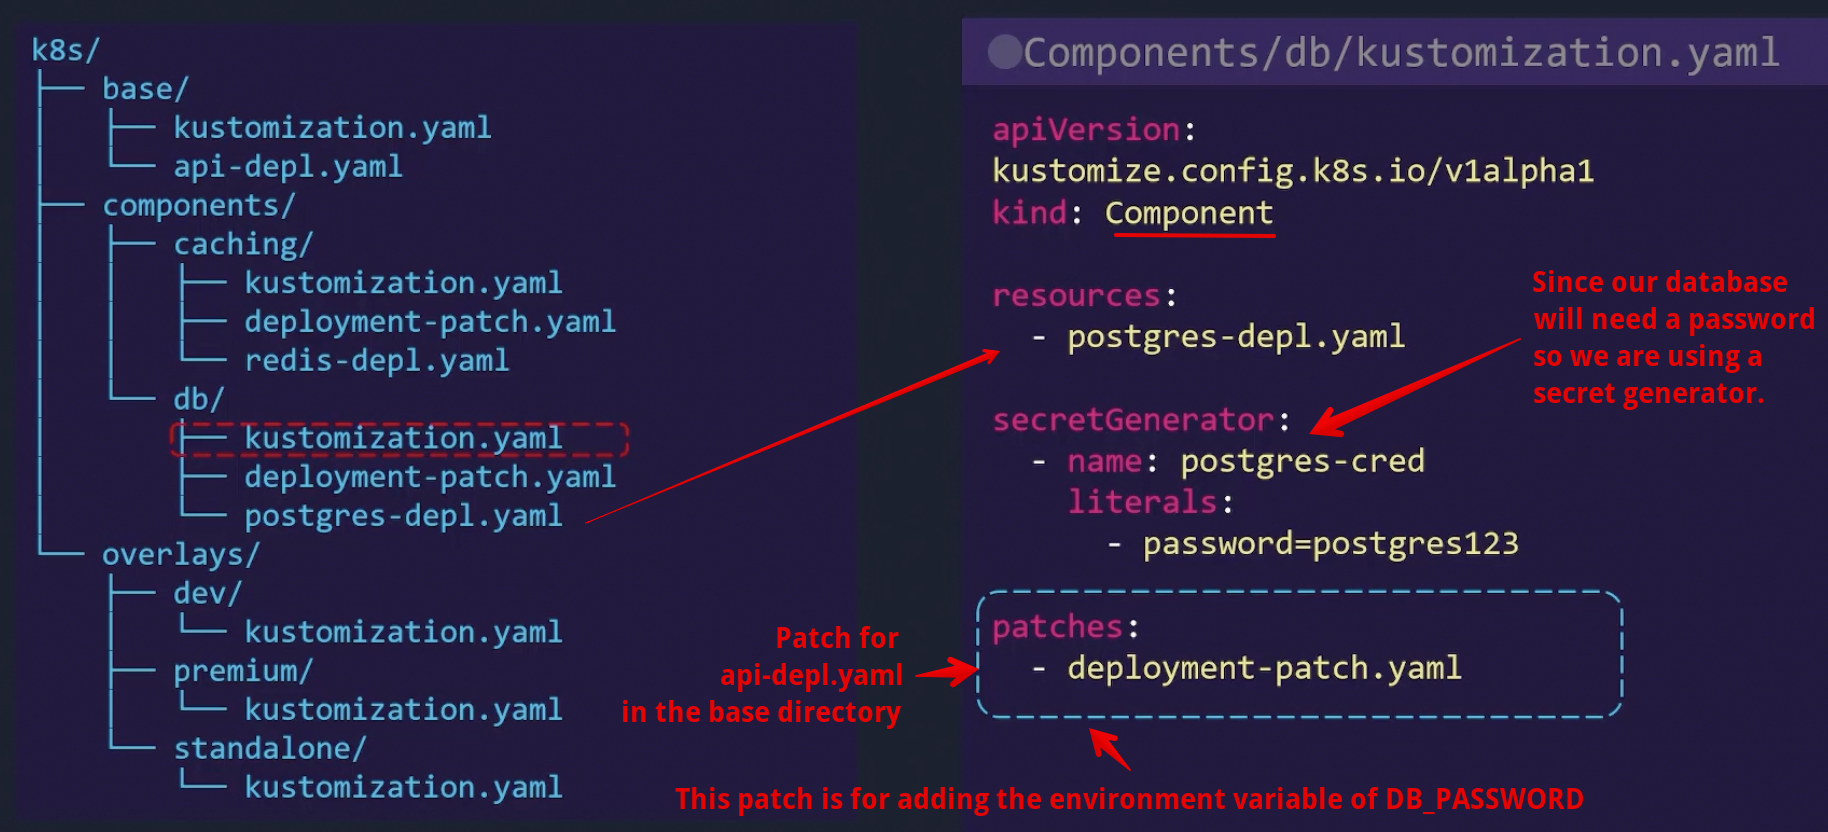 k8s/
base/
kustomization.yaml
api-depl.yaml
components/
caching/
kustomization.yaml
deployment-patch.yaml
redis-depl.yaml
db/
kustomization.yaml
deployment-patch.yaml
postgres-depl.yaml
overlays/
dev/
kustomization.yaml
premium/
kustomization.yaml
standalone/
kustomization.yaml
Components/db/kustomization.yaml
apiVersion:
kustomize.config.k8s.io/v1alpha1
kind: Component
resources:
- postgres-depl.yaml
Since our database
will need a password
so we are using a
secret generator.
secretGenerator:
- name: postgres-cred
literals:
- password=postgres123
patches:
- deployment-patch.yaml
Patch for
api-depl.yaml
in the base directory
This patch is for adding the environment variable of DB_PASSWORD